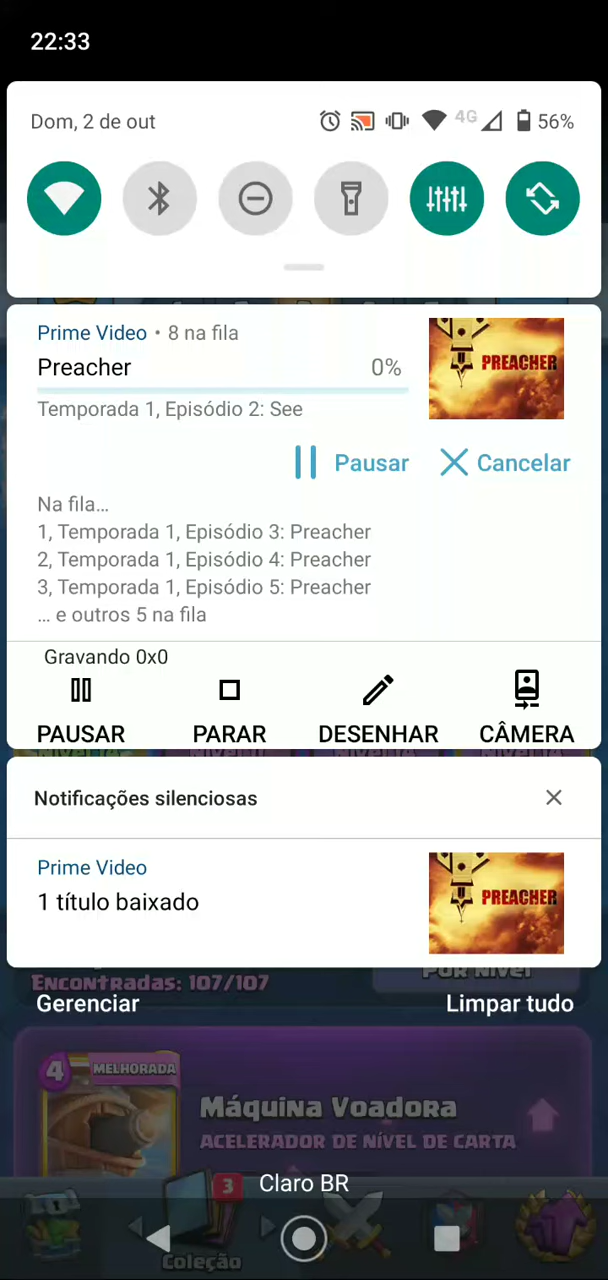 22:33
Dom, 2 de out
4G
56%
Prime Video • 8 na fila
Preacher
0%
Temporada 1, Episódio 2: See
PREACHER
Pausar
Cancelar
Na fila...
1, Temporada 1, Episódio 3: Preacher
2, Temporada 1, Episódio 4: Preacher
3, Temporada 1, Episódio 5: Preacher
... e outros 5 na fila
Gravando 0x0
PAUSAR
PARAR
DESENHAR
CÂMERA
Notificações silenciosas
Prime Video
1 título baixado
PREACHER
Encontradas: 107/107
Por Nível
Gerenciar
Limpar tudo
4
MELHORADA
Máquina Voadora
ACELERADOR DE NÍVEL DE CARTA
3
Claro BR
Coleção